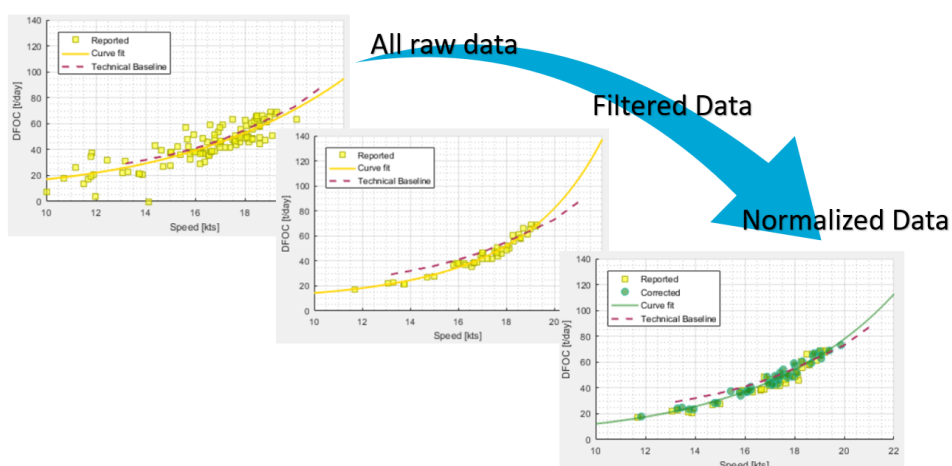 All raw data
Filtered Data
Normalized Data
140
120
100
80
60
40
20
0
DFOC [t/day]
Reported
Curve fit
Technical Baseline
10 12 14 16 18
Speed [kts]
140
120
100
80
60
40
20
0
DFOC [t/day]
Reported
Curve fit
Technical Baseline
10 12 14 16 18 20
Speed [kts]
140
120
100
80
60
40
20
0
DFOC [t/day]
Reported
Corrected
Curve fit
Technical Baseline
10 12 14 16 18 20 22
Speed [kts]